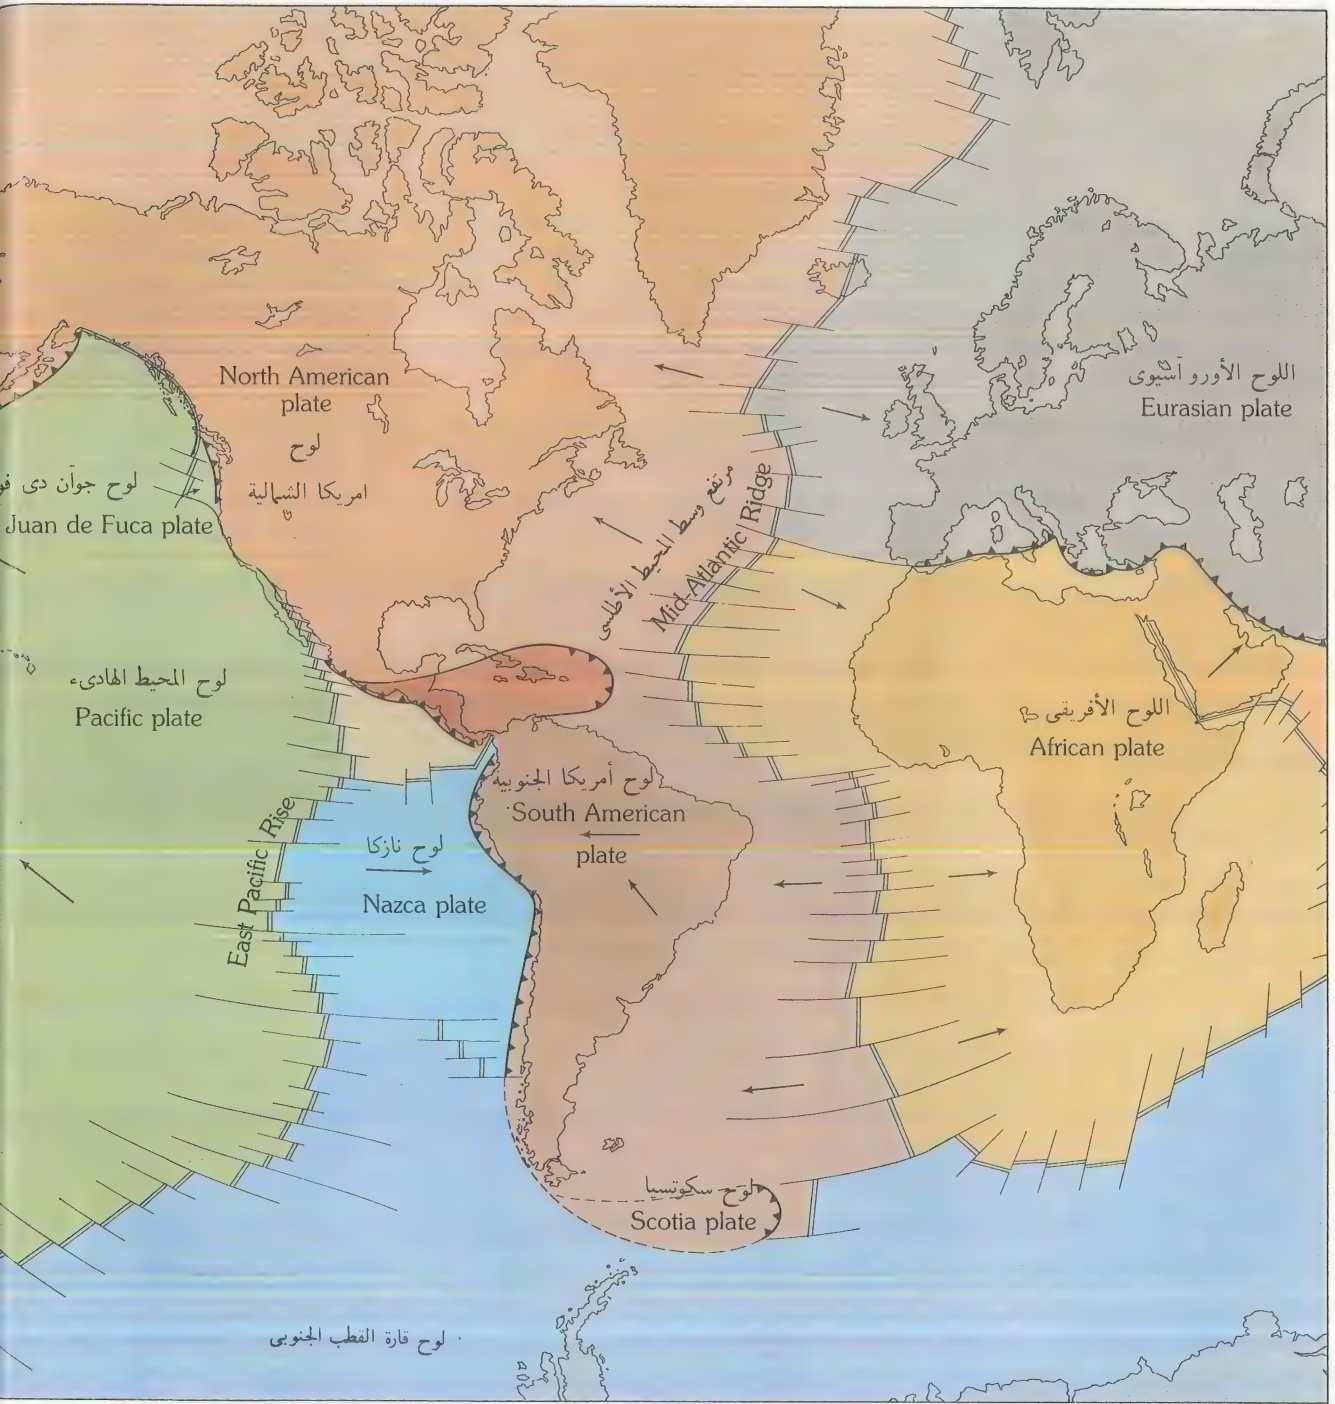 North American
plate
لوح
امريكا الشمالية
اللوح الأورو آسيوى
Eurasian plate
لوح جوآن دى فو
Juan de Fuca plate
مرتفع وسط المحيط الأطلسى
Mid-Atlantic Ridge
لوح المحيط الهادىء
Pacific plate
اللوح الأفريقى
African plate
لوح أمريكا الجنوبية
South American
plate
East Pacific Rise
لوح نازكا
Nazca plate
لوح سكوتسيا
Scotia plate
لوح قارة القطب الجنوبى